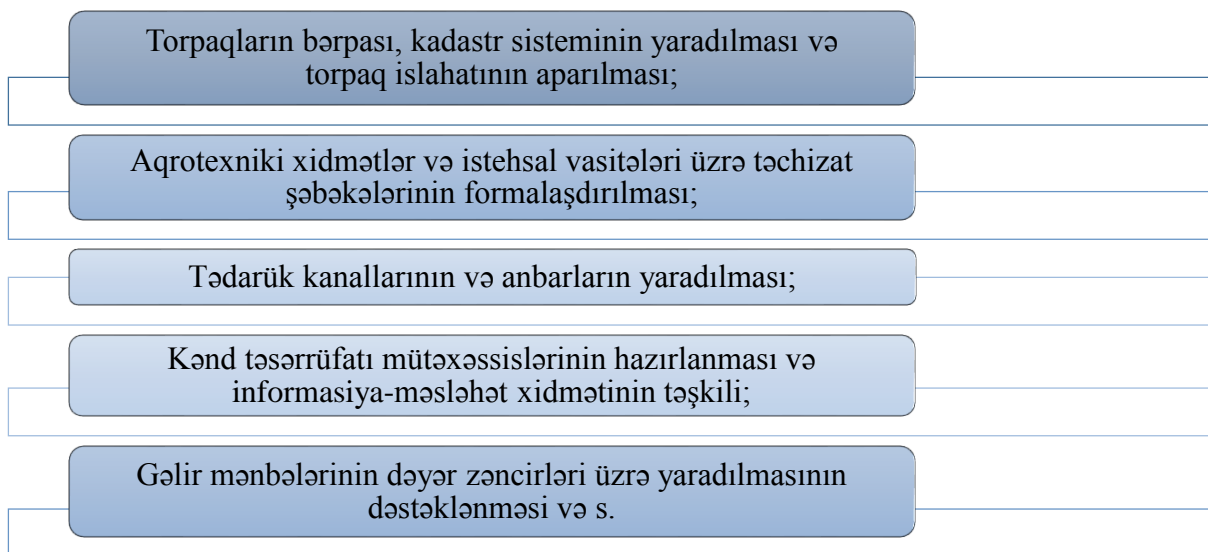 Torpaqların bərpası, kadastr sisteminin yaradılması və
torpaq islahatının aparılması;
Aqrotexniki xidmətlər və istehsal vasitələri üzrə təchizat
şəbəkələrinin formalaşdırılması;
Tədarük kanallarının və anbarların yaradılması;
Kənd təsərrüfatı mütəxəssislərinin hazırlanması və
informasiya-məsləhət xidmətinin təşkili;
Gəlir mənbələrinin dəyər zəncirləri üzrə yaradılmasının
dəstəklənməsi və s.